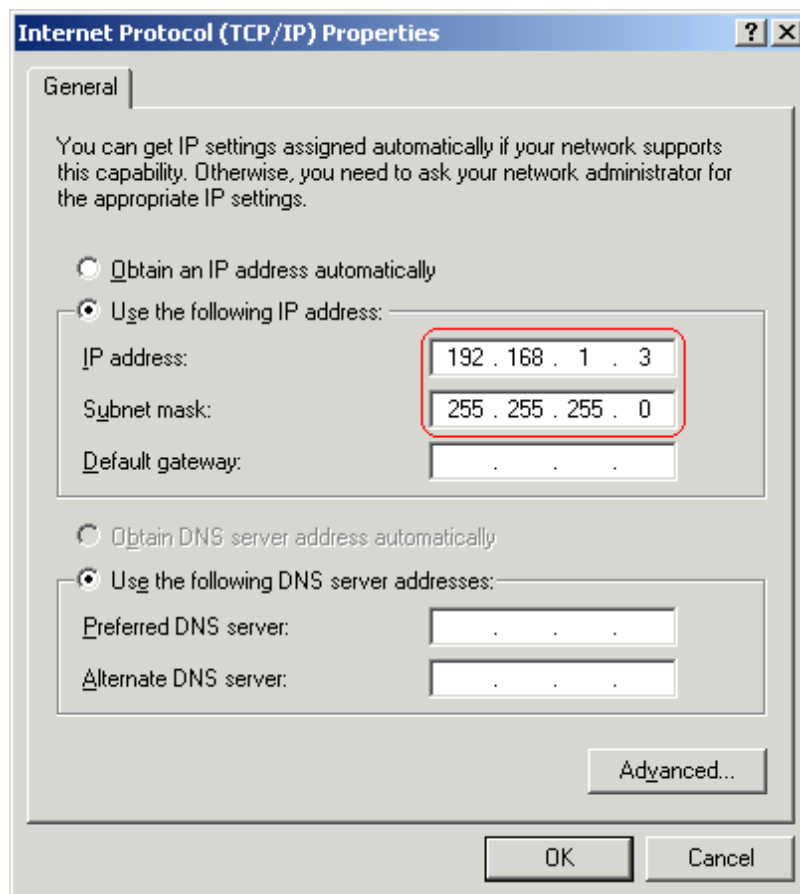 Internet Protocol (TCP/IP) Properties
General
You can get IP settings assigned automatically if your network supports
this capability. Otherwise, you need to ask your network administrator for
the appropriate IP settings.
Obtain an IP address automatically
Use the following IP address:
IP address: 192 . 168 . 1 . 3
Subnet mask: 255 . 255 . 255 . 0
Default gateway: . . .
Obtain DNS server address automatically
Use the following DNS server addresses:
Preferred DNS server: . . .
Alternate DNS server: . . .
Advanced...
OK Cancel